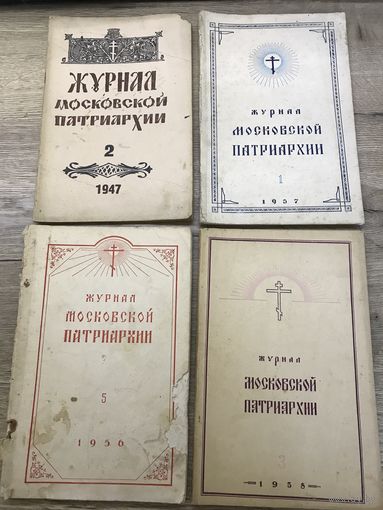 ЖУРНАЛ
МОСКОВСКОЙ
ПАТРИАРХИИ
2
1947
ЖУРНАЛ
МОСКОВСКОЙ
ПАТРИАРХИИ
1
1957
ЖУРНАЛ
МОСКОВСКОЙ
ПАТРИАРХИИ
5
1956
ЖУРНАЛ
МОСКОВСКОЙ
ПАТРИАРХИИ
3
1958